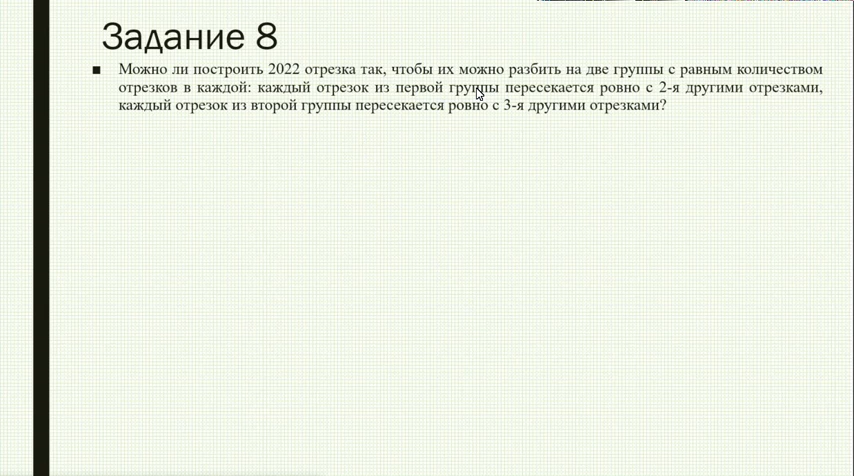 Задание 8
▪ Можно ли построить 2022 отрезка так, чтобы их можно разбить на две группы с равным количеством
отрезков в каждой: каждый отрезок из первой группы пересекается ровно с 2-я другими отрезками,
каждый отрезок из второй группы пересекается ровно с 3-я другими отрезками?